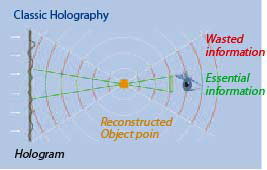 Classic Holography
Wasted
information
Essential
information
Reconstructed
Object poin
Hologram